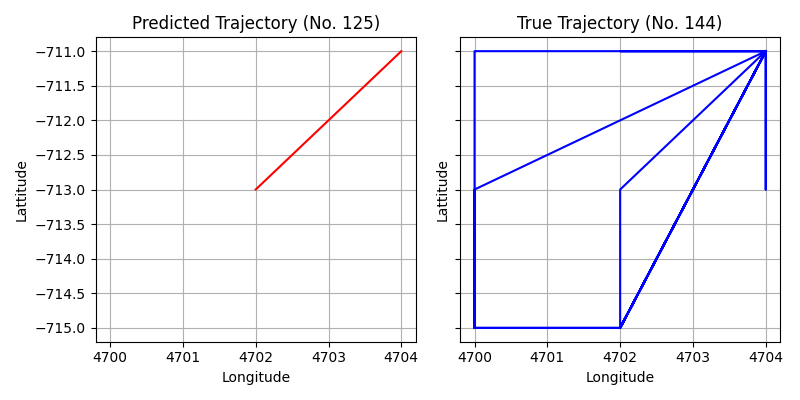 Predicted Trajectory (No. 125)
True Trajectory (No. 144)
−711.0
−711.5
−712.0
−712.5
−713.0
−713.5
−714.0
−714.5
−715.0
Lattitude
Lattitude
4700 4701 4702 4703 4704
4700 4701 4702 4703 4704
Longitude
Longitude